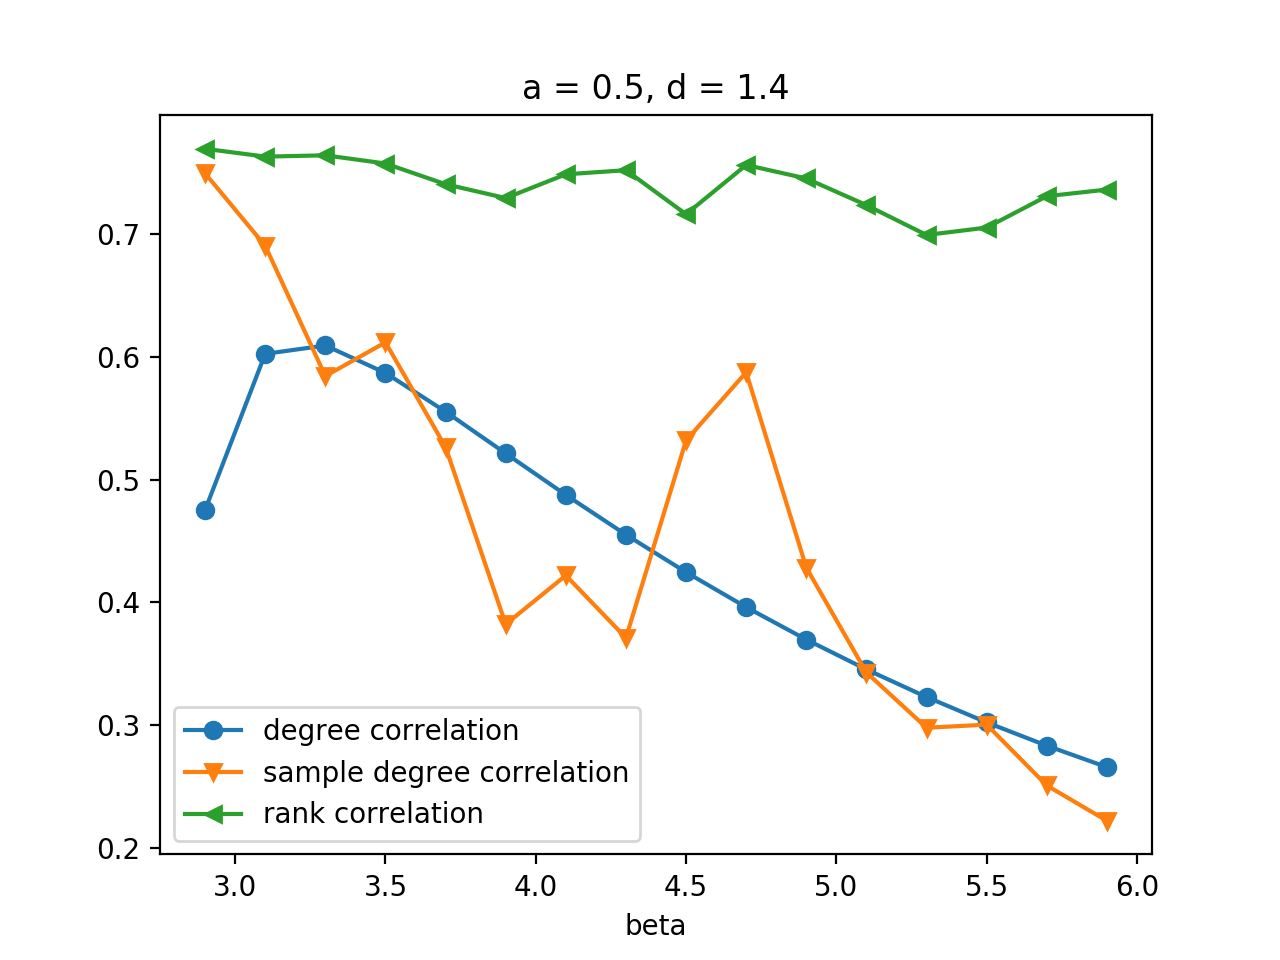 a = 0.5, d = 1.4
0.7
0.6
0.5
0.4
0.3
0.2
degree correlation
sample degree correlation
rank correlation
3.0 3.5 4.0 4.5 5.0 5.5 6.0
beta